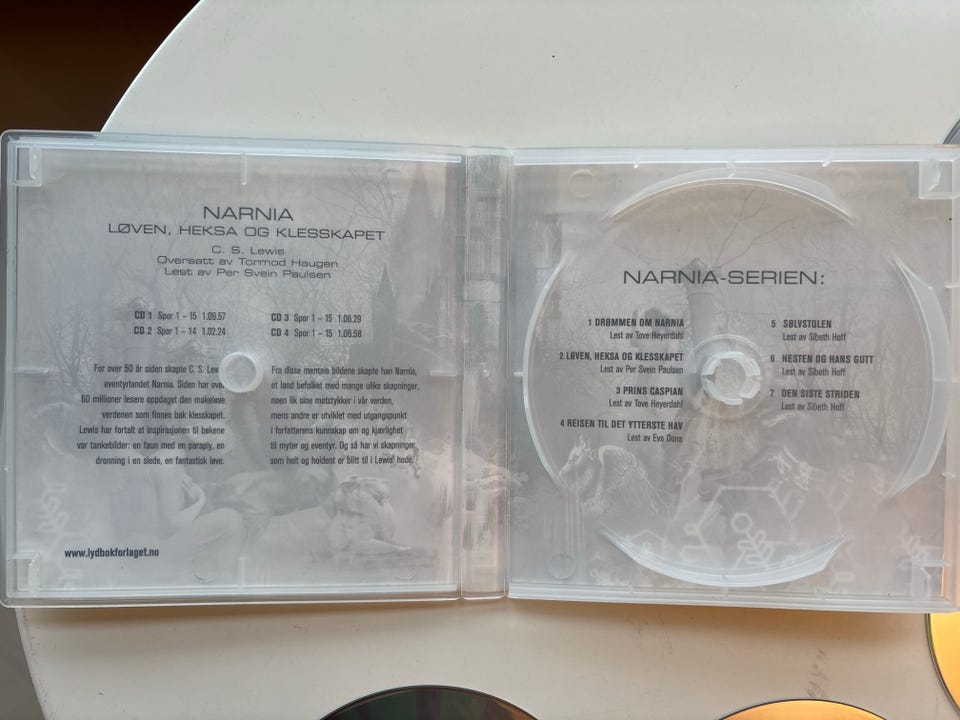 NARNIA
LØVEN, HEKSA OG KLESSKAPET
C. S. Lewis
Oversatt av Tormod Haugen
Lest av Per Svein Paulsen
CD 1 Spor 1 – 15 1.09.57
CD 2 Spor 1 – 14 1.02.24
CD 3 Spor 1 – 15 1.06.29
CD 4 Spor 1 – 15 1.06.58
For over 50 år siden skapte C. S.
eventyrlandet Narnia. Siden har
60 millioner lesere oppdaget den makeløse
verdenen som finnes bak klesskapet.
Lewis har fortalt at inspirasjonen til bøkene
var tankebilder: en faun med en paraply, en
dronning i en slede, en fantastisk løve.
Fra disse mentale bildene skapte han Narnia,
et land befolket med mange ulike skapninger,
noen lik sine motstykker i vår verden,
mens andre er utviklet med utgangspunkt
i forfatterens kunnskap om og kjærlighet
til myter og eventyr. Og så har vi skapninger
som helt og holdent er blitt til i Lewis' hode.
www.lydbokforlaget.no
NARNIA-SERIEN:
1 DRØMMEN OM NARNIA
Lest av Tove Heyerdahl
2 LØVEN, HEKSA OG KLESSKAPET
Lest av Per Svein Paulsen
3 PRINS CASPIAN
Lest av Tove Heyerdahl
4 REISEN TIL DET YTTERSTE HAV
Lest av Eva Dons
5 SØLVSTOLEN
Lest av Sibeth Hoff
6 HESTEN OG HANS GUTT
Lest av Sibeth Hoff
7 DEN SISTE STRIDEN
Lest av Sibeth Hoff